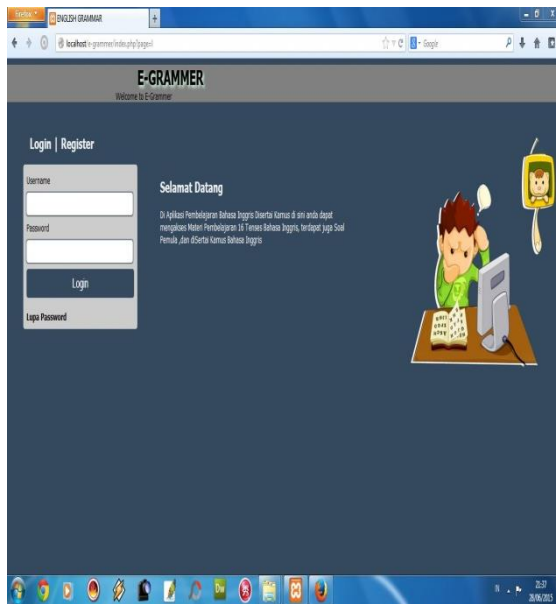 Firefox
ENGLISH GRAMMAR
localhost/e-grammer/index.php?page=l
Google
E-GRAMMER
Welcome to E-Grammer
Login | Register
Username
Password
Login
Lupa Password
Selamat Datang
Di Aplikasi Pembelajaran Bahasa Inggris Disertai Kamus di sini anda dapat
mengakses Materi Pembelajaran 16 Tenses Bahasa Inggris, terdapat juga Soal
Pemula ,dan diSertai Kamus Bahasa Inggris
Dw
21:37
28/06/2015